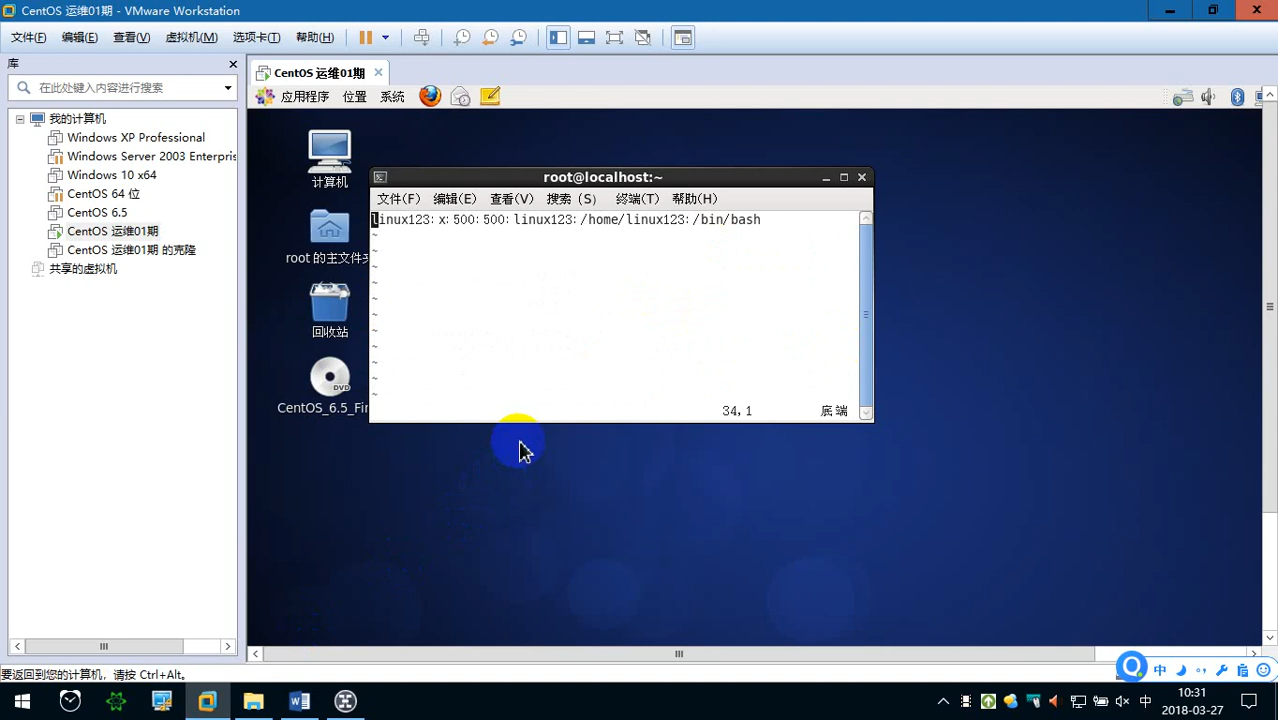 CentOS 运维01期 - VMware Workstation
文件(F) 编辑(E) 查看(V) 虚拟机(M) 选项卡(T) 帮助(H)
库
在此处键入内容进行搜索
我的计算机
Windows XP Professional
Windows Server 2003 Enterpris
Windows 10 x64
CentOS 64 位
CentOS 6.5
CentOS 运维01期
CentOS 运维01期 的克隆
共享的虚拟机
CentOS 运维01期
应用程序 位置 系统
计算机
root 的主文件夹
回收站
DVD
CentOS_6.5_Fin
root@localhost:~
文件(F) 编辑(E) 查看(V) 搜索 (S) 终端(T) 帮助(H)
linux123:x:500:500:linux123:/home/linux123:/bin/bash
~
~
~
~
~
~
~
~
~
~
~
34,1 底端
要返回到您的计算机，请按 Ctrl+Alt。
中
中
10:31
2018-03-27